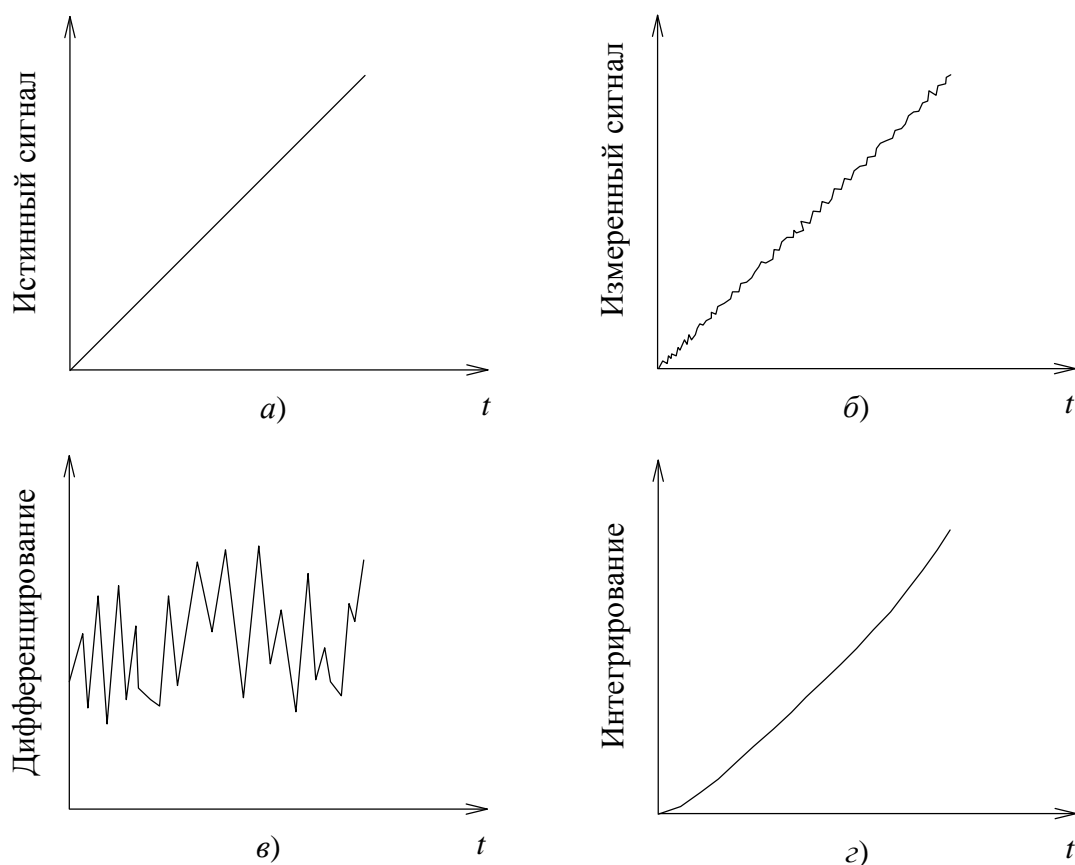 Истинный сигнал
t
а)
Измеренный сигнал
t
б)
Дифференцирование
t
в)
Интегрирование
t
г)